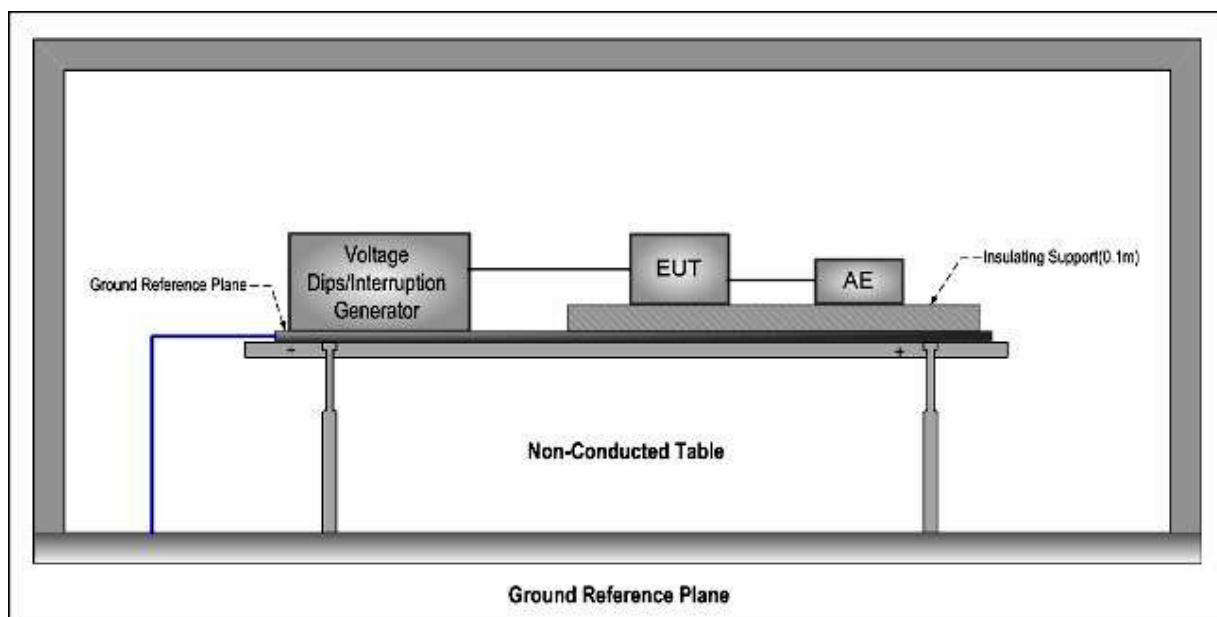 Voltage
Dips/Interruption
Generator
EUT
AE
Insulating Support(0.1m)
Ground Reference Plane
-
+
Non-Conducted Table
Ground Reference Plane